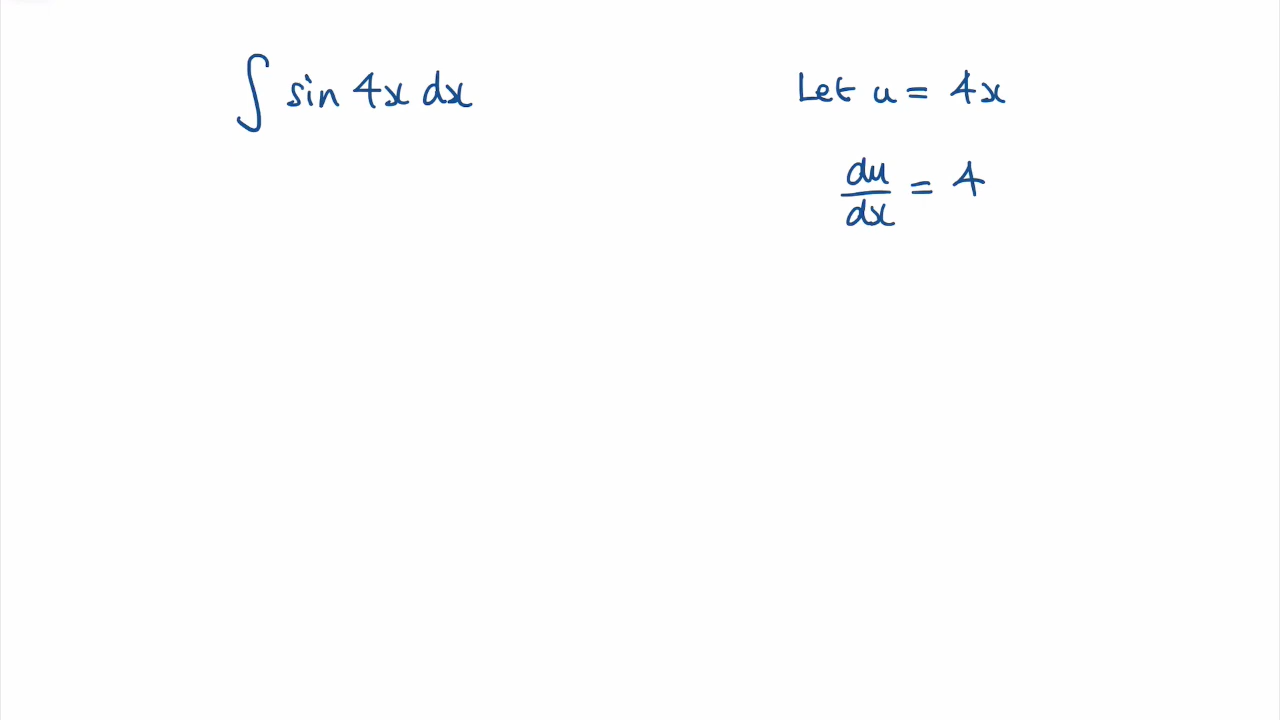 ∫ sin 4x dx
Let u = 4x
du/dx = 4